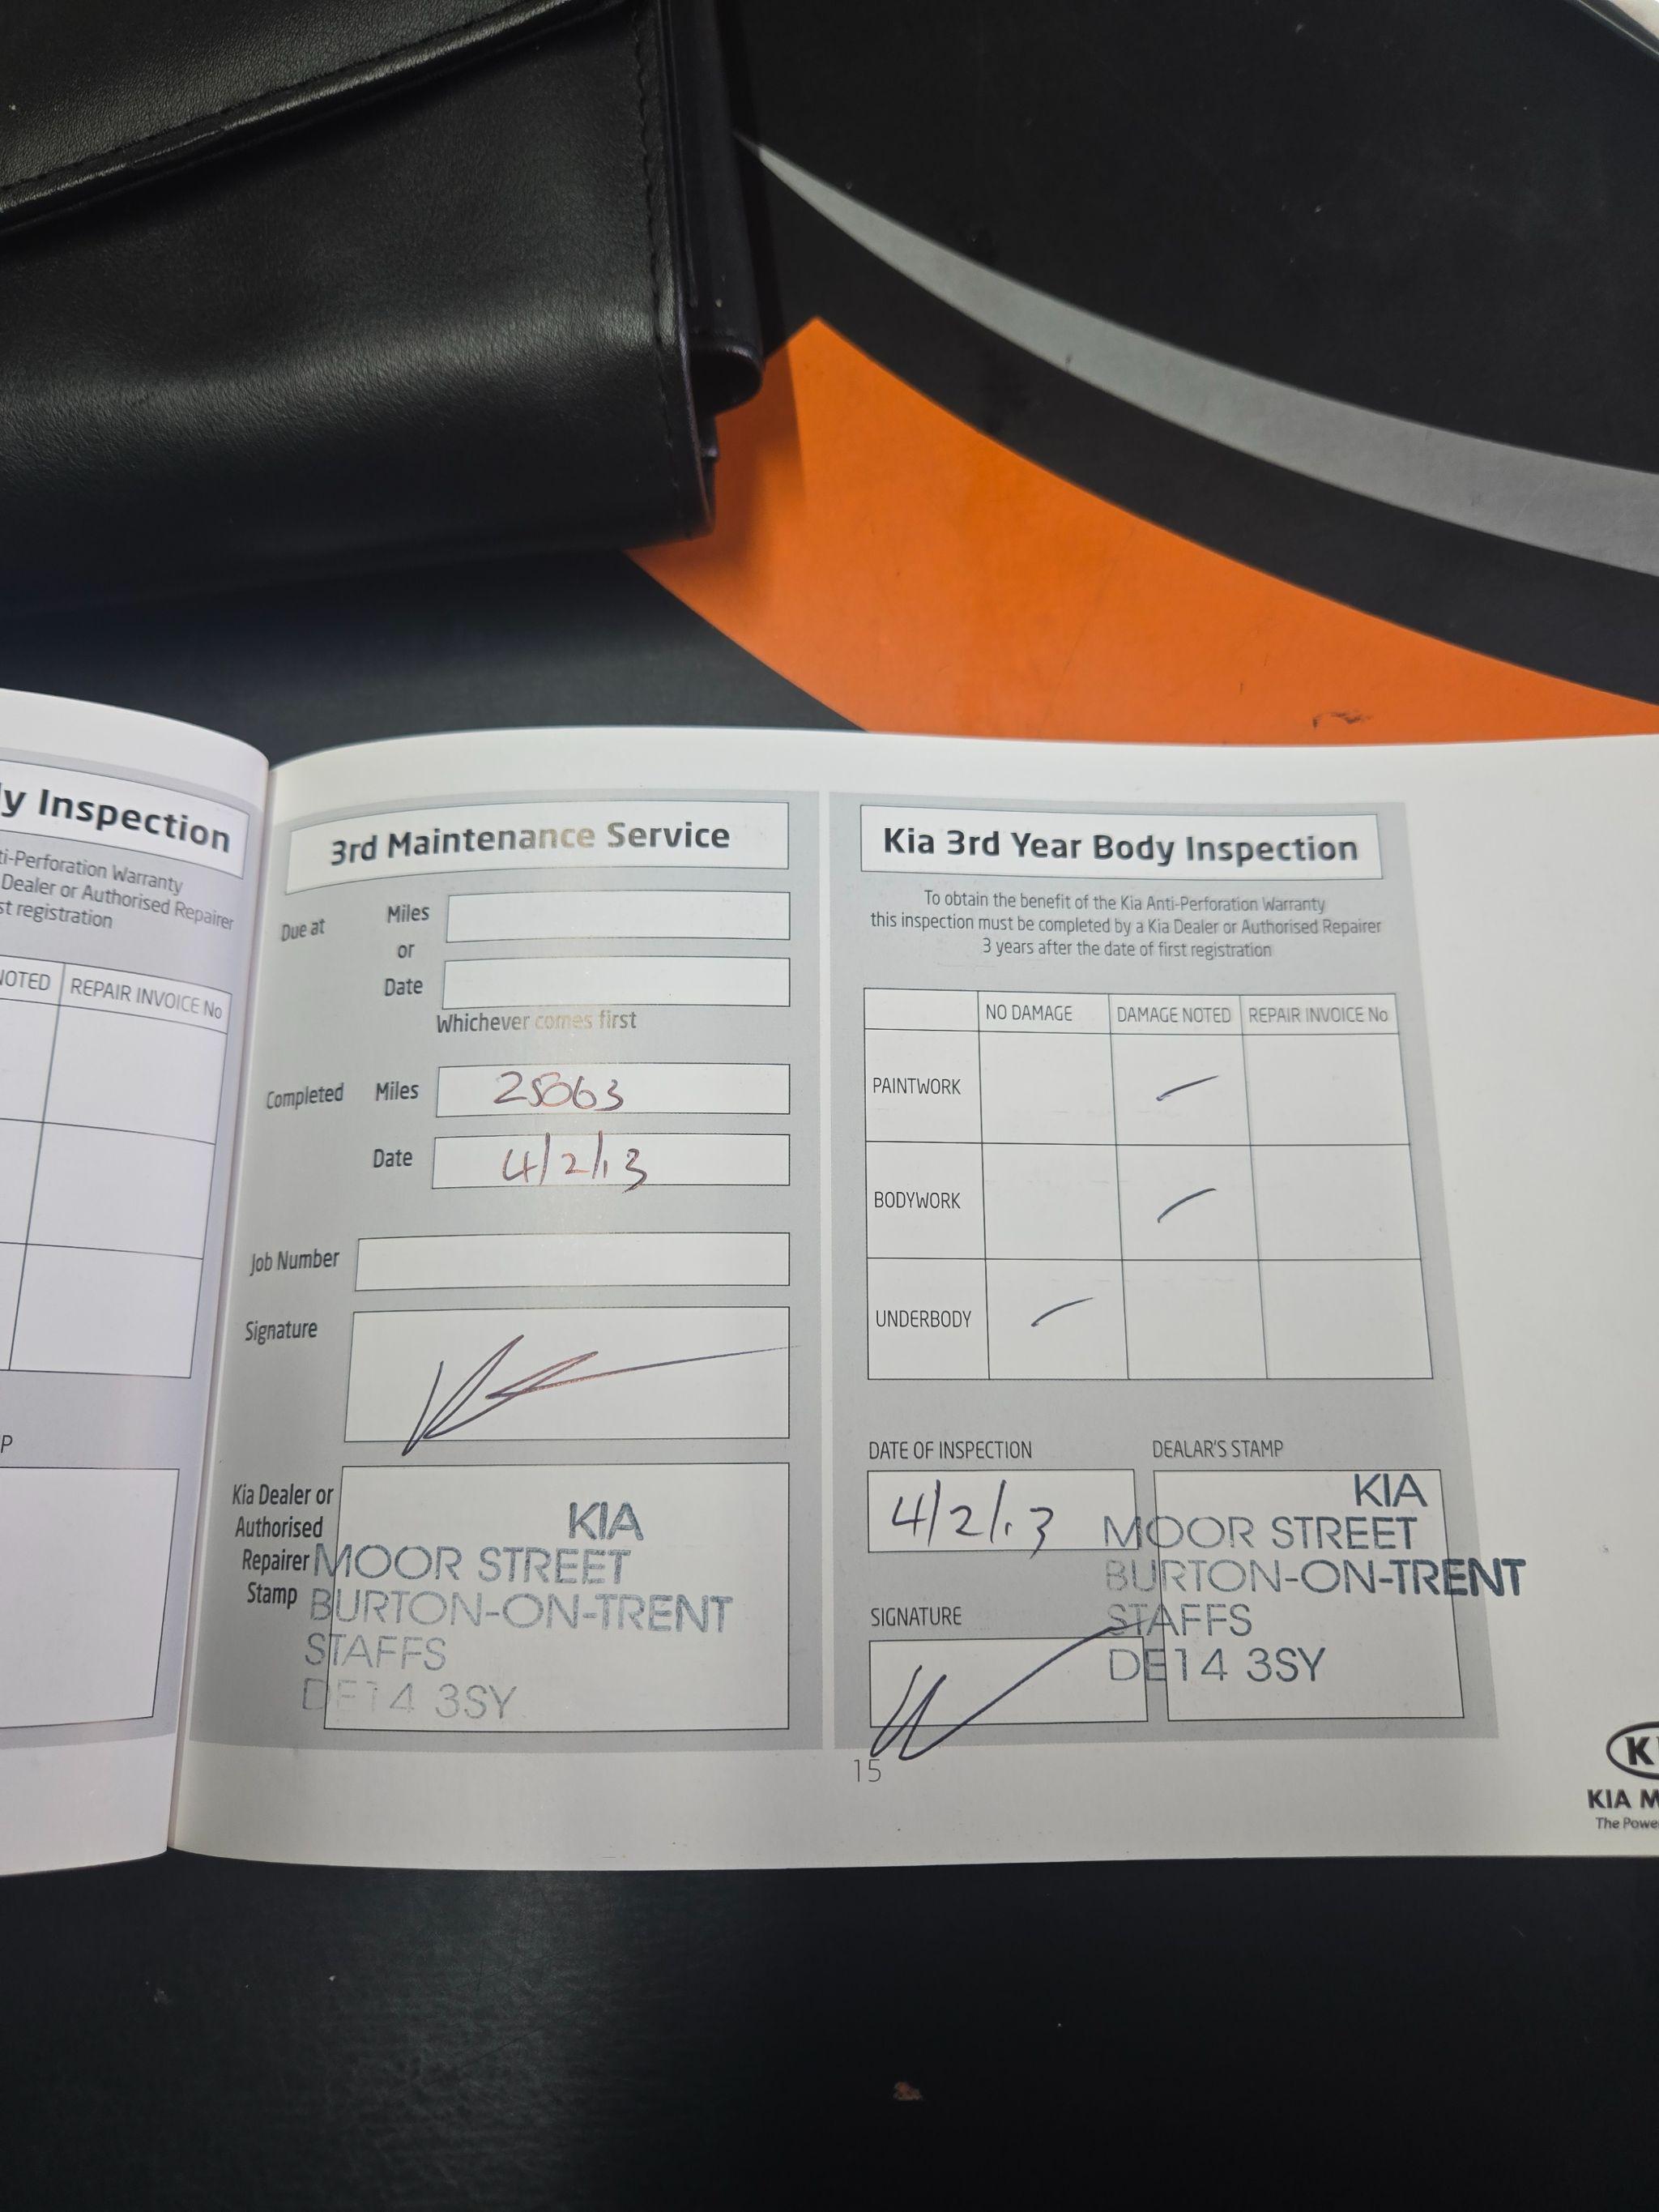 y Inspection
ti-Perforation Warranty
Dealer or Authorised Repairer
st registration
NOTED
REPAIR INVOICE No
P
3rd Maintenance Service
Due at
Miles
or
Date
Whichever comes first
Completed
Miles
Date
4/2/13
Job Number
Signature
Kia Dealer or
Authorised
Repairer
Stamp
KIA
MOOR STREET
BURTON-ON-TRENT
STAFFS
DE14 3SY
Kia 3rd Year Body Inspection
To obtain the benefit of the Kia Anti-Perforation Warranty
this inspection must be completed by a Kia Dealer or Authorised Repairer
3 years after the date of first registration
NO DAMAGE
DAMAGE NOTED
REPAIR INVOICE No
PAINTWORK
BODYWORK
UNDERBODY
DATE OF INSPECTION
DEALAR'S STAMP
4/2/13
KIA
MOOR STREET
BURTON-ON-TRENT
STAFFS
DE14 3SY
SIGNATURE
15
KIA M
The Powe